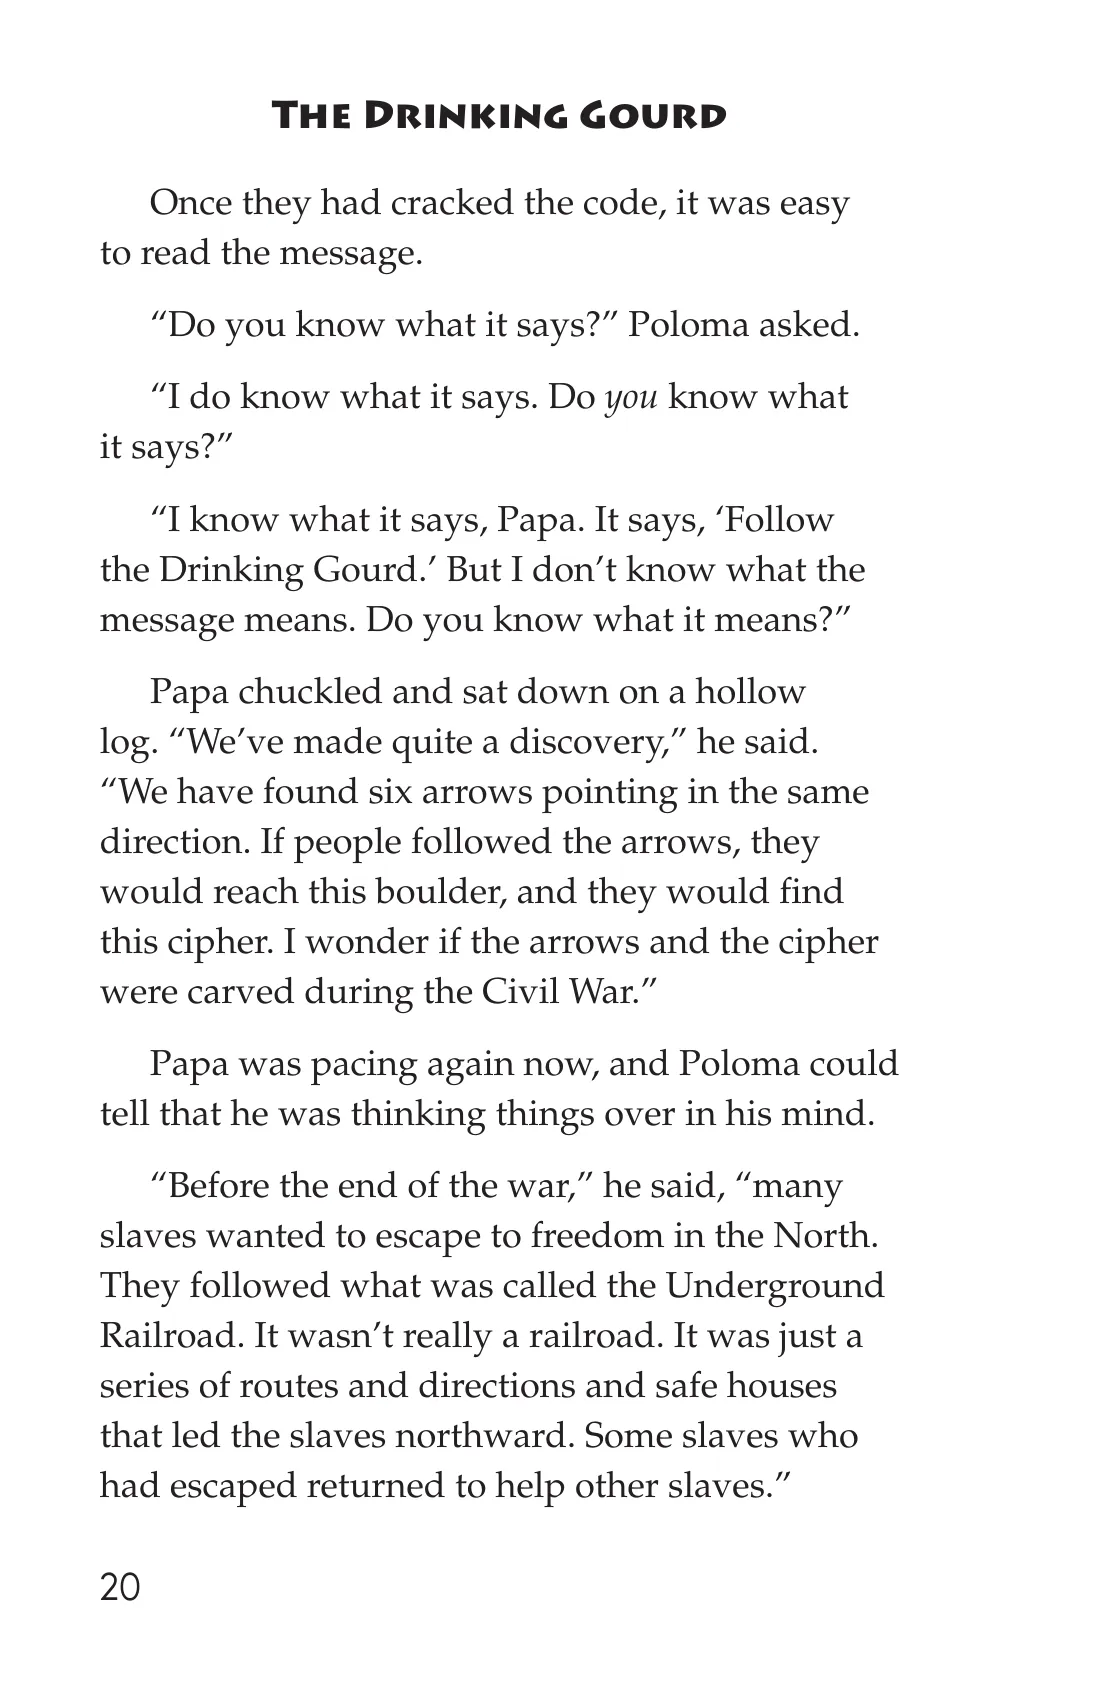 The Drinking Gourd
Once they had cracked the code, it was easy
to read the message.
“Do you know what it says?” Poloma asked.
“I do know what it says. Do you know what
it says?”
“I know what it says, Papa. It says, ‘Follow
the Drinking Gourd.’ But I don’t know what the
message means. Do you know what it means?”
Papa chuckled and sat down on a hollow
log. “We’ve made quite a discovery,” he said.
“We have found six arrows pointing in the same
direction. If people followed the arrows, they
would reach this boulder, and they would find
this cipher. I wonder if the arrows and the cipher
were carved during the Civil War.”
Papa was pacing again now, and Poloma could
tell that he was thinking things over in his mind.
“Before the end of the war,” he said, “many
slaves wanted to escape to freedom in the North.
They followed what was called the Underground
Railroad. It wasn’t really a railroad. It was just a
series of routes and directions and safe houses
that led the slaves northward. Some slaves who
had escaped returned to help other slaves.”
20